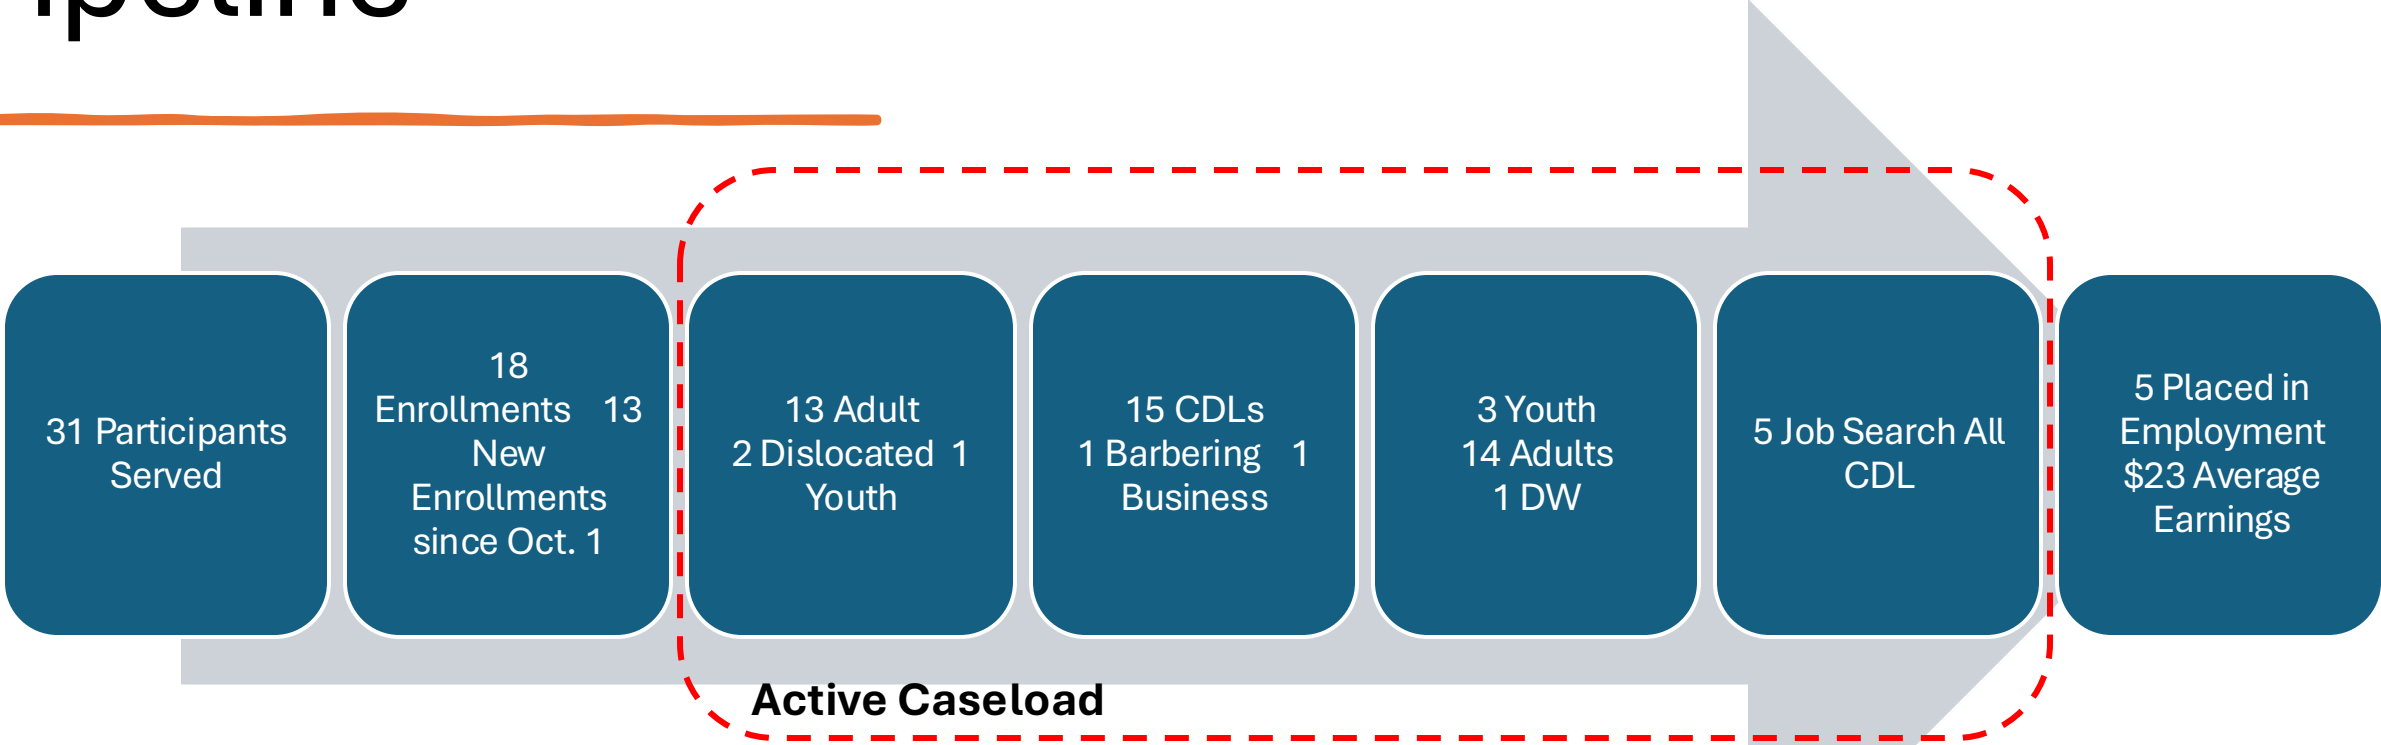 31 Participants
Served
18
Enrollments 13
New
Enrollments
since Oct. 1
13 Adult
2 Dislocated 1
Youth
15 CDLs
1 Barbering 1
Business
3 Youth
14 Adults
1 DW
5 Job Search All
CDL
5 Placed in
Employment
$23 Average
Earnings
Active Caseload